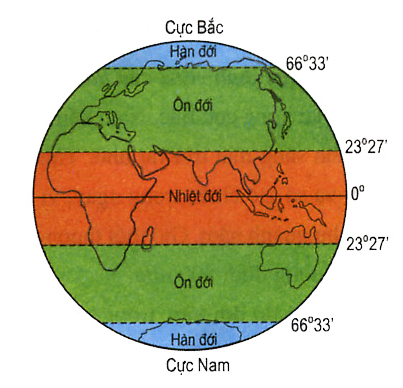 Cực Bắc
Hàn đới
66°33'
Ôn đới
23°27'
Nhiệt đới
0°
23°27'
Ôn đới
66°33'
Hàn đới
Cực Nam